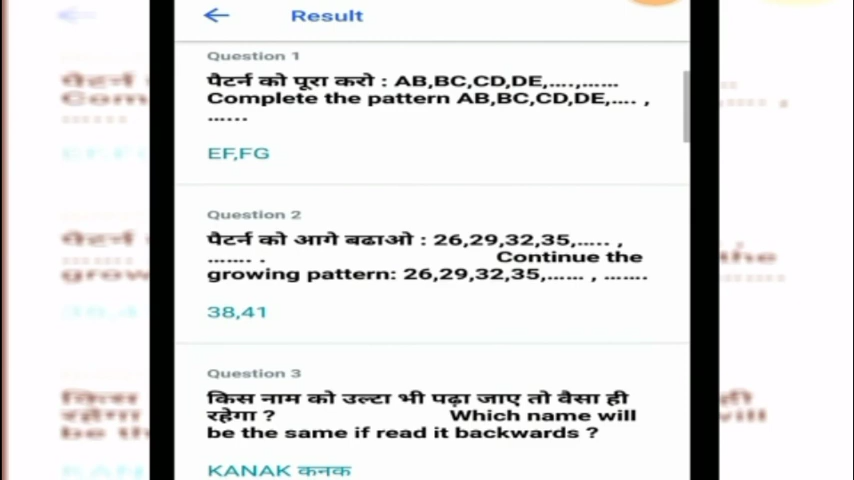 Result
Question 1
पैटर्न को पूरा करो : AB,BC,CD,DE,....,......
Complete the pattern AB,BC,CD,DE,.... ,
......
EF,FG
Question 2
पैटर्न को आगे बढाओ : 26,29,32,35,..... ,
....... . Continue the
growing pattern: 26,29,32,35,...... , .......
38,41
Question 3
किस नाम को उल्टा भी पढ़ा जाए तो वैसा ही
रहेगा ? Which name will
be the same if read it backwards ?
KANAK कनक